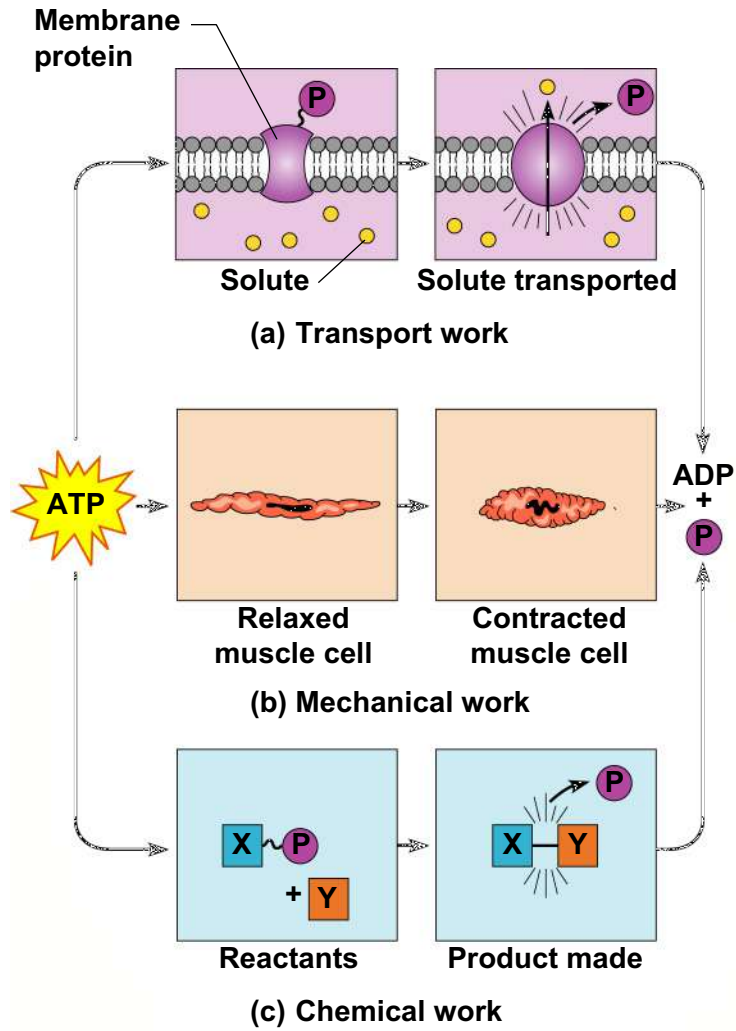 Membrane
protein
P
P
Solute
Solute transported
(a) Transport work
ATP
ADP
+
P
Relaxed
muscle cell
Contracted
muscle cell
(b) Mechanical work
P
X
P
X
Y
+
Y
Reactants
Product made
(c) Chemical work